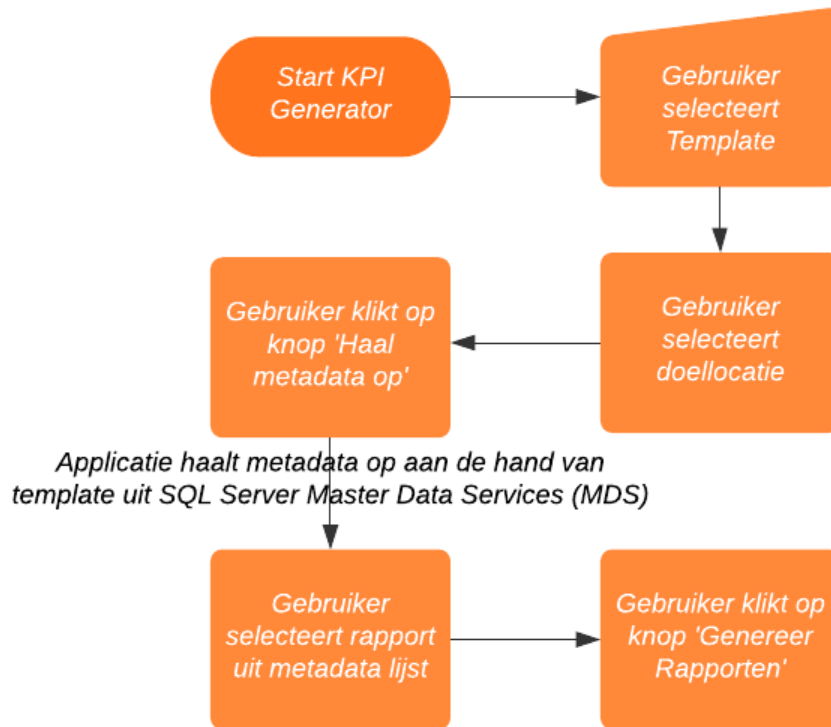 Start KPI
Generator
Gebruiker
selecteert
Template
Gebruiker
selecteert
doellocatie
Gebruiker klikt op
knop 'Haal
metadata op'
Applicatie haalt metadata op aan de hand van
template uit SQL Server Master Data Services (MDS)
Gebruiker
selecteert rapport
uit metadata lijst
Gebruiker klikt op
knop 'Genereer
Rapporten'